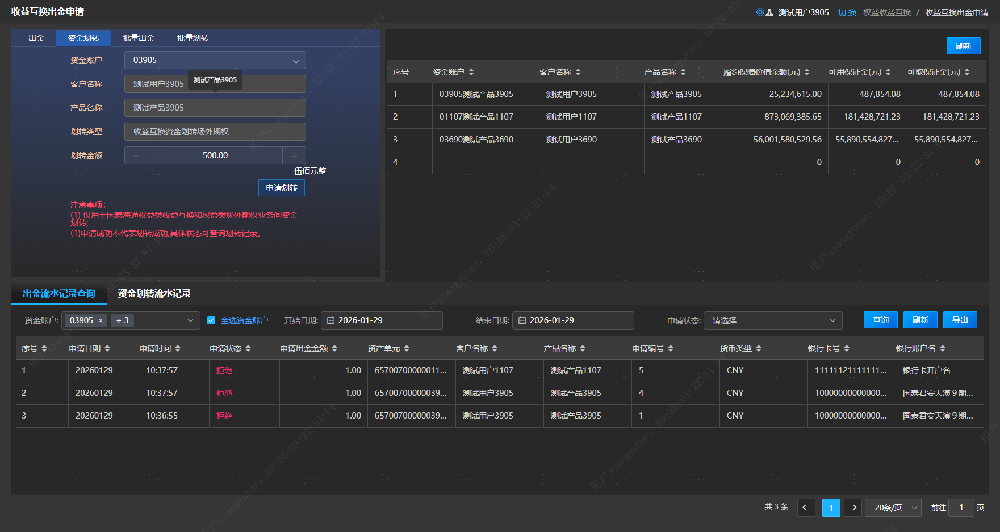 收益互换出金申请
测试用户3905 切 换 权益收益互换 / 收益互换出金申请
出金 资金划转 批量出金 批量划转
资金账户 03905
客户名称 测试用户3905
测试产品3905
产品名称 测试产品3905
划转类型 收益互换资金划转场外期权
划转金额 − 500.00 +
伍佰元整
申请划转
注意事项:
(1) 仅用于国泰海通权益类收益互换和权益类场外期权业务间资金
划转;
(1)申请成功不代表划转成功,具体状态可查询划转记录。
刷新
序号 资金账户 客户名称 产品名称 履约保障价值余额(元) 可用保证金(元) 可取保证金(元)
1 03905测试产品3905 测试用户3905 测试产品3905 25,234,615.00 487,854.08 487,854.08
2 01107测试产品1107 测试用户1107 测试产品1107 873,069,385.65 181,428,721.23 181,428,721.23
3 03690测试产品3690 测试用户3690 测试产品3690 56,001,580,529.56 55,890,554,827... 55,890,554,827...
4 0 0 0
出金流水记录查询 资金划转流水记录
资金账户: 03905 × + 3 全选资金账户 开始日期: 2026-01-29 结束日期: 2026-01-29 申请状态: 请选择 查询 刷新 导出
序号 申请日期 申请时间 申请状态 申请出金金额 资产单元 客户名称 产品名称 申请编号 货币类型 银行卡号 银行账户名
1 20260129 10:37:57 拒绝 1.00 65700700000011... 测试用户1107 测试产品1107 5 CNY 11111121111111... 银行卡开户名
2 20260129 10:37:57 拒绝 1.00 65700700000039... 测试用户3905 测试产品3905 4 CNY 10000000000000... 国泰君安天演９期...
3 20260129 10:36:55 拒绝 1.00 65700700000039... 测试用户3905 测试产品3905 1 CNY 10000000000000... 国泰君安天演９期...
共 3 条 < 1 > 20条/页 前往 1 页
用户xiangyuhan, E0:BE:03:22:81:F4